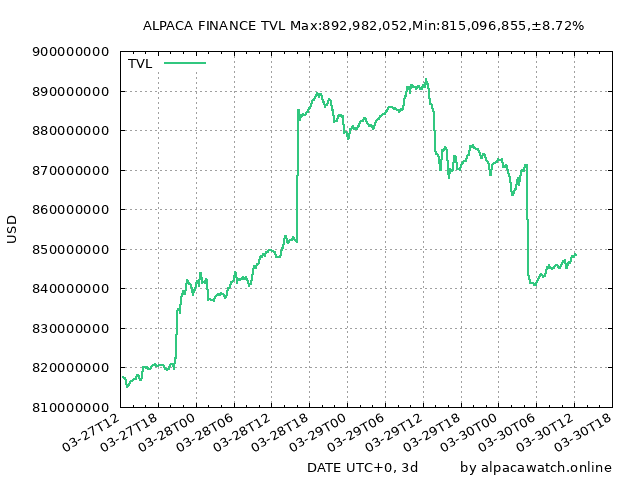 ALPACA FINANCE TVL Max:892,982,052,Min:815,096,855,±8.72%
TVL
900000000
890000000
880000000
870000000
860000000
850000000
840000000
830000000
820000000
810000000
USD
03-27T12
03-27T18
03-28T00
03-28T06
03-28T12
03-28T18
03-29T00
03-29T06
03-29T12
03-29T18
03-30T00
03-30T06
03-30T12
03-30T18
DATE UTC+0, 3d
by alpacawatch.online